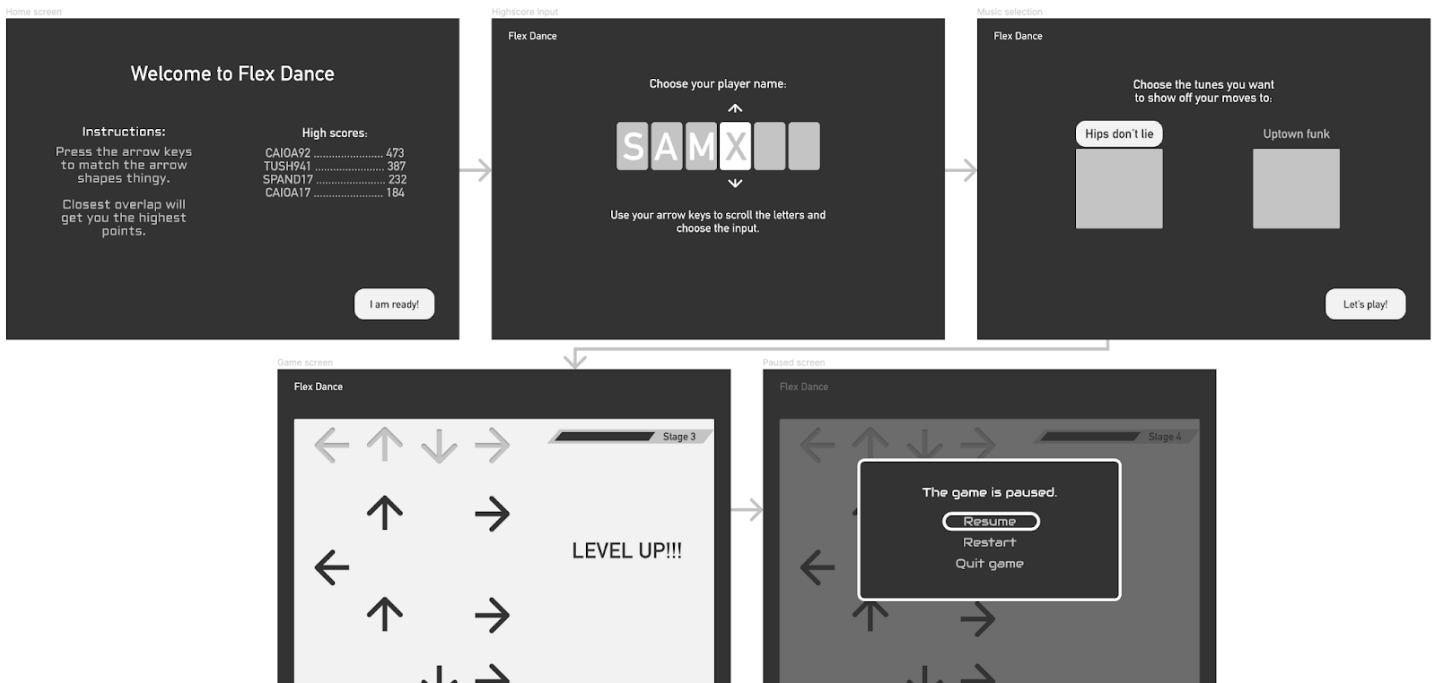 Home screen
Welcome to Flex Dance
Instructions:
Press the arrow keys
to match the arrow
shapes thingy.
Closest overlap will
get you the highest
points.
High scores:
CAIOA92 ...................... 473
TUSH941 ...................... 387
SPAND17 ...................... 232
CAIOA17 ...................... 184
I am ready!
Highscore input
Flex Dance
Choose your player name:
SAMX
Use your arrow keys to scroll the letters and
choose the input.
Music selection
Flex Dance
Choose the tunes you want
to show off your moves to:
Hips don't lie
Uptown funk
Let's play!
Game screen
Flex Dance
Stage 3
LEVEL UP!!!
Paused screen
Flex Dance
Stage 4
The game is paused.
Resume
Restart
Quit game